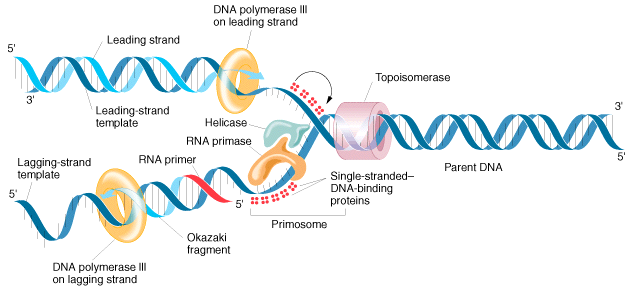 DNA polymerase III
on leading strand
Leading strand
5'
3'
Leading-strand
template
Topoisomerase
Helicase
RNA primase
3'
5'
Parent DNA
Lagging-strand
template
RNA primer
5'
5'
Single-stranded–
DNA-binding
proteins
Primosome
Okazaki
fragment
DNA polymerase III
on lagging strand